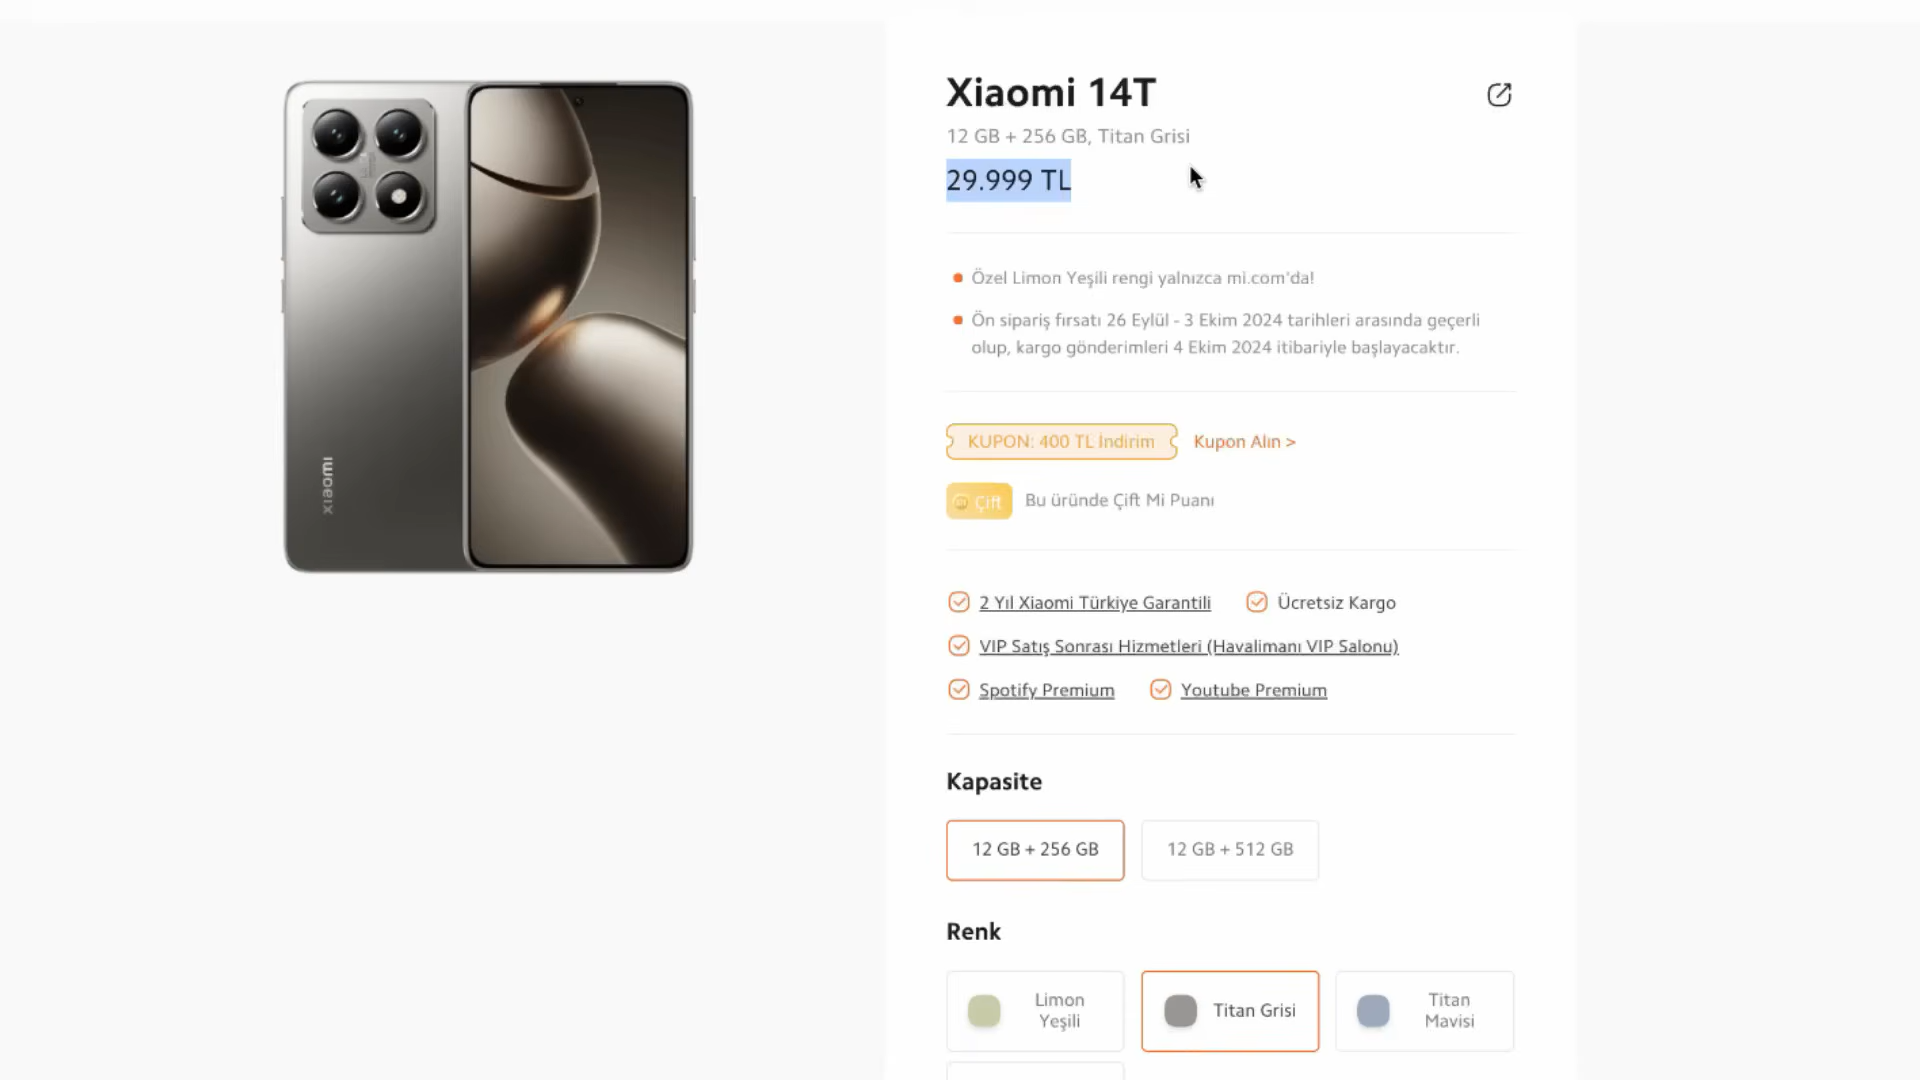 xiaomi
Xiaomi 14T
12 GB + 256 GB, Titan Grisi
29.999 TL
Özel Limon Yeşili rengi yalnızca mi.com'da!
Ön sipariş fırsatı 26 Eylül - 3 Ekim 2024 tarihleri arasında geçerli
olup, kargo gönderimleri 4 Ekim 2024 itibariyle başlayacaktır.
KUPON: 400 TL İndirim Kupon Alın >
Çift Bu üründe Çift Mi Puanı
2 Yıl Xiaomi Türkiye Garantili Ücretsiz Kargo
VIP Satış Sonrası Hizmetleri (Havalimanı VIP Salonu)
Spotify Premium Youtube Premium
Kapasite
12 GB + 256 GB 12 GB + 512 GB
Renk
Limon
Yeşili
Titan Grisi
Titan
Mavisi